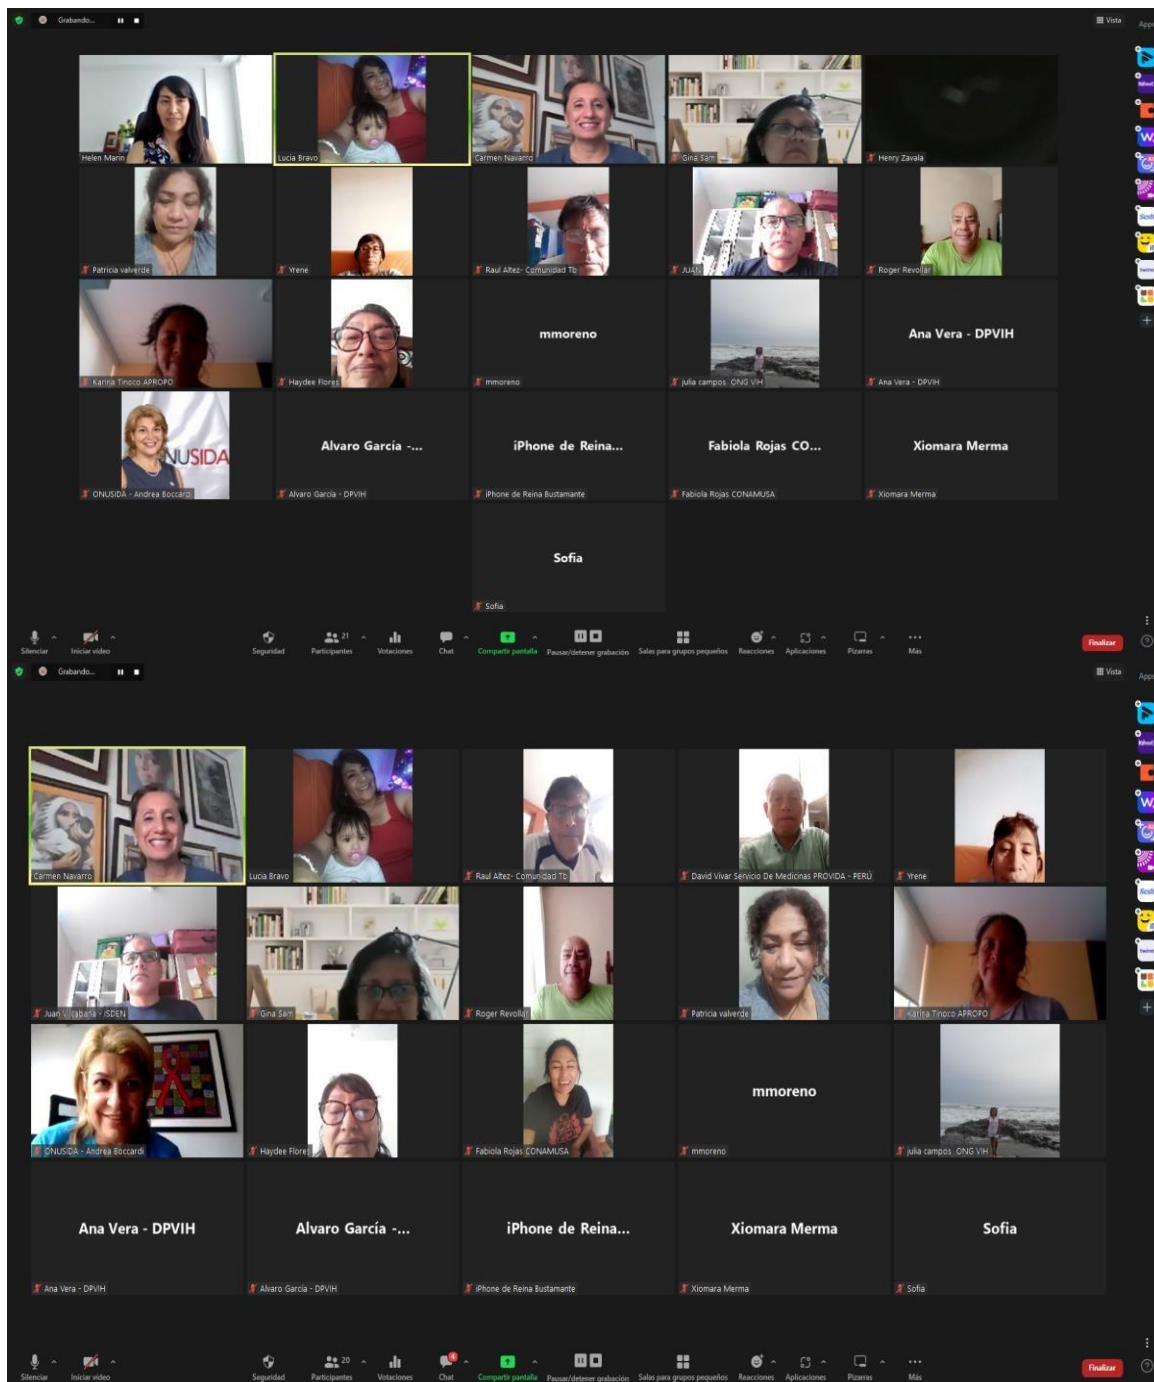 Grabando...
Vista
Helen Marin
Lucia Bravo
Carmen Navarro
Gina Sam
Henry Zavala
Patricia valverde
Yrene
Raul Altez- Comunidad Tb
JUAN
Roger Revollar
Karina Tinoco APROPO
Haydee Flores
mmoreno
mmoreno
julia campos ONG VIH
Ana Vera - DPVIH
Ana Vera - DPVIH
NUSIDA
ONUSIDA - Andrea Boccardi
Alvaro García -...
Alvaro García - DPVIH
iPhone de Reina...
iPhone de Reina Bustamante
Fabiola Rojas CO...
Fabiola Rojas CONAMUSA
Xiomara Merma
Xiomara Merma
Sofia
Sofia
Silenciar
Iniciar video
Seguridad
21
Participantes
Votaciones
Chat
Compartir pantalla
Pausar/detener grabación
Salas para grupos pequeños
Reacciones
Aplicaciones
Pizarras
Más
Finalizar
Grabando...
Vista
Carmen Navarro
Lucia Bravo
Raul Altez- Comunidad Tb
David Vivar Servicio De Medicinas PROVIDA - PERÚ
Yrene
Gina Sam
Roger Revollar
Patricia valverde
Karina Tinoco APROPO
ONUSIDA - Andrea Boccardi
Haydee Flores
Fabiola Rojas CONAMUSA
mmoreno
mmoreno
julia campos ONG VIH
Ana Vera - DPVIH
Ana Vera - DPVIH
Alvaro García -...
Alvaro García - DPVIH
iPhone de Reina...
iPhone de Reina Bustamante
Xiomara Merma
Xiomara Merma
Sofia
Sofia
Silenciar
Iniciar video
Seguridad
20
Participantes
Votaciones
4
Chat
Compartir pantalla
Pausar/detener grabación
Salas para grupos pequeños
Reacciones
Aplicaciones
Pizarras
Más
Finalizar